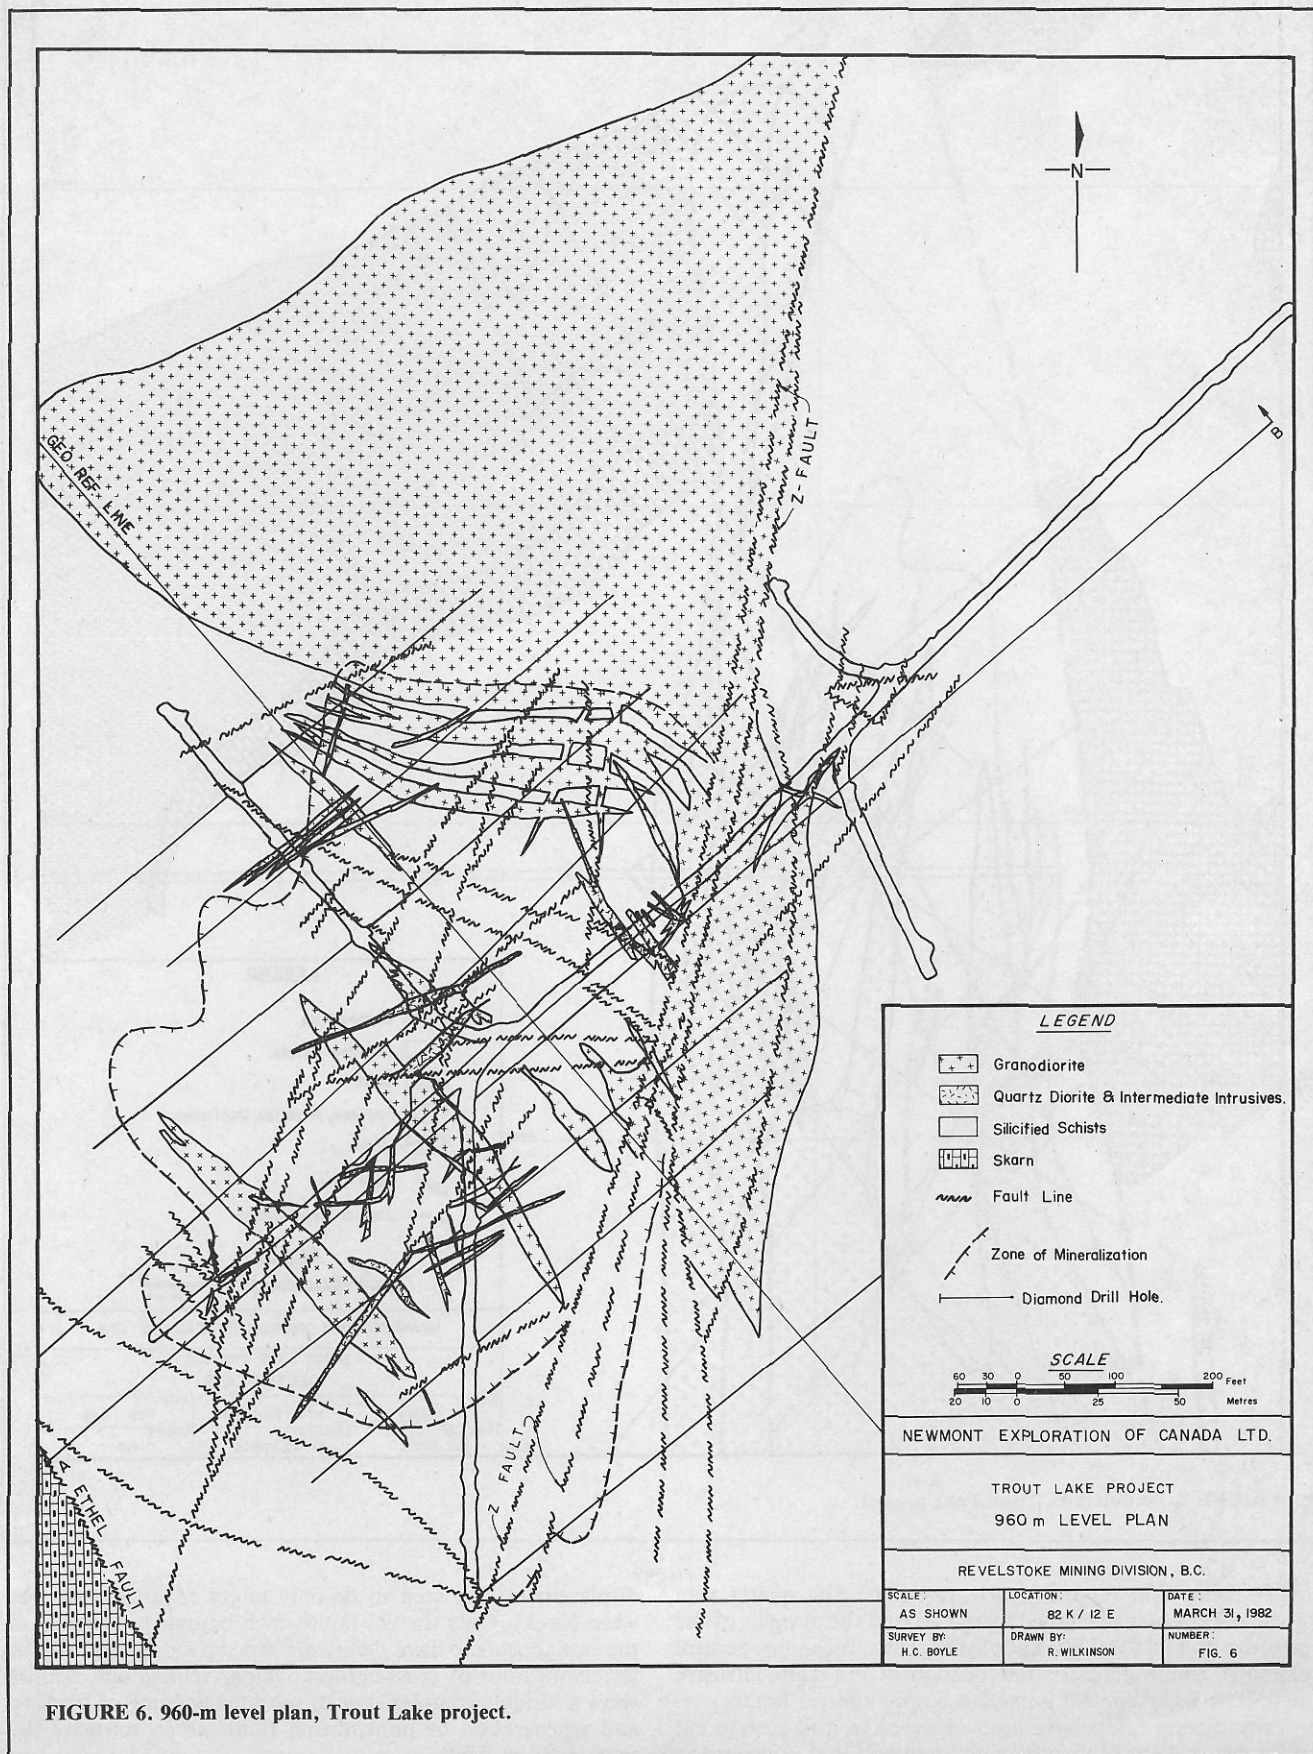 N
Z-FAULT
B
GEO. REF. LINE
LEGEND
Granodiorite
Quartz Diorite & Intermediate Intrusives.
Silicified Schists
Skarn
Fault Line
Zone of Mineralization
Diamond Drill Hole.
SCALE
60 30 0 50 100 200 Feet
20 10 0 25 50 Metres
Z FAULT
ETHEL FAULT
NEWMONT EXPLORATION OF CANADA LTD.
TROUT LAKE PROJECT
960 m LEVEL PLAN
REVELSTOKE MINING DIVISION, B.C.
SCALE: LOCATION: DATE:
AS SHOWN 82 K / 12 E MARCH 31, 1982
SURVEY BY: DRAWN BY: NUMBER:
H.C. BOYLE R. WILKINSON FIG. 6
FIGURE 6. 960-m level plan, Trout Lake project.